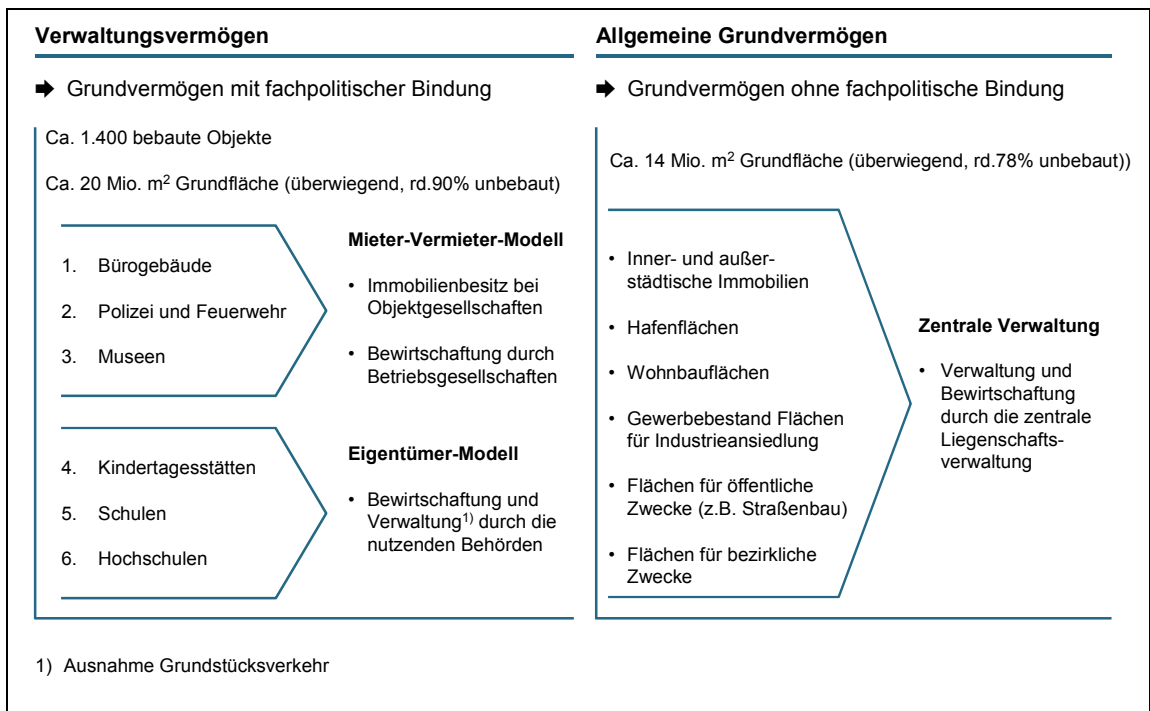 Verwaltungsvermögen
➡ Grundvermögen mit fachpolitischer Bindung
Ca. 1.400 bebaute Objekte
Ca. 20 Mio. m² Grundfläche (überwiegend, rd.90% unbebaut)
1. Bürogebäude
2. Polizei und Feuerwehr
3. Museen
Mieter-Vermieter-Modell
• Immobilienbesitz bei
Objektgesellschaften
• Bewirtschaftung durch
Betriebsgesellschaften
4. Kindertagesstätten
5. Schulen
6. Hochschulen
Eigentümer-Modell
• Bewirtschaftung und
Verwaltung¹⁾ durch die
nutzenden Behörden
Allgemeine Grundvermögen
➡ Grundvermögen ohne fachpolitische Bindung
Ca. 14 Mio. m² Grundfläche (überwiegend, rd.78% unbebaut))
• Inner- und außer-
städtische Immobilien
• Hafenflächen
• Wohnbauflächen
• Gewerbebestand Flächen
für Industrieansiedlung
• Flächen für öffentliche
Zwecke (z.B. Straßenbau)
• Flächen für bezirkliche
Zwecke
Zentrale Verwaltung
• Verwaltung und
Bewirtschaftung
durch die zentrale
Liegenschafts-
verwaltung
1) Ausnahme Grundstücksverkehr